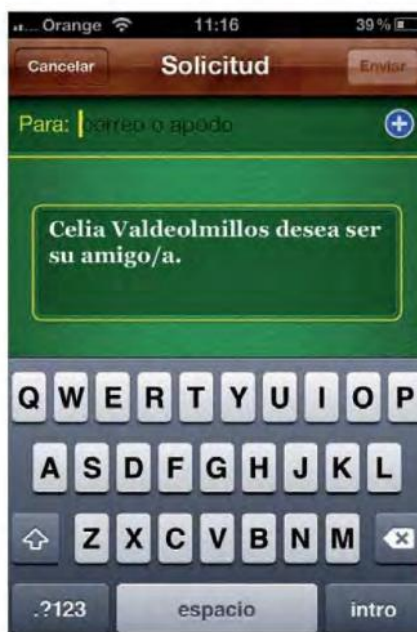 Orange 11:16 39 %
Cancelar Solicitud Enviar
Para: correo o apodo
Celia Valdeolmillos desea ser
su amigo/a.
Q W E R T Y U I O P
A S D F G H J K L
Z X C V B N M
.?123 espacio intro